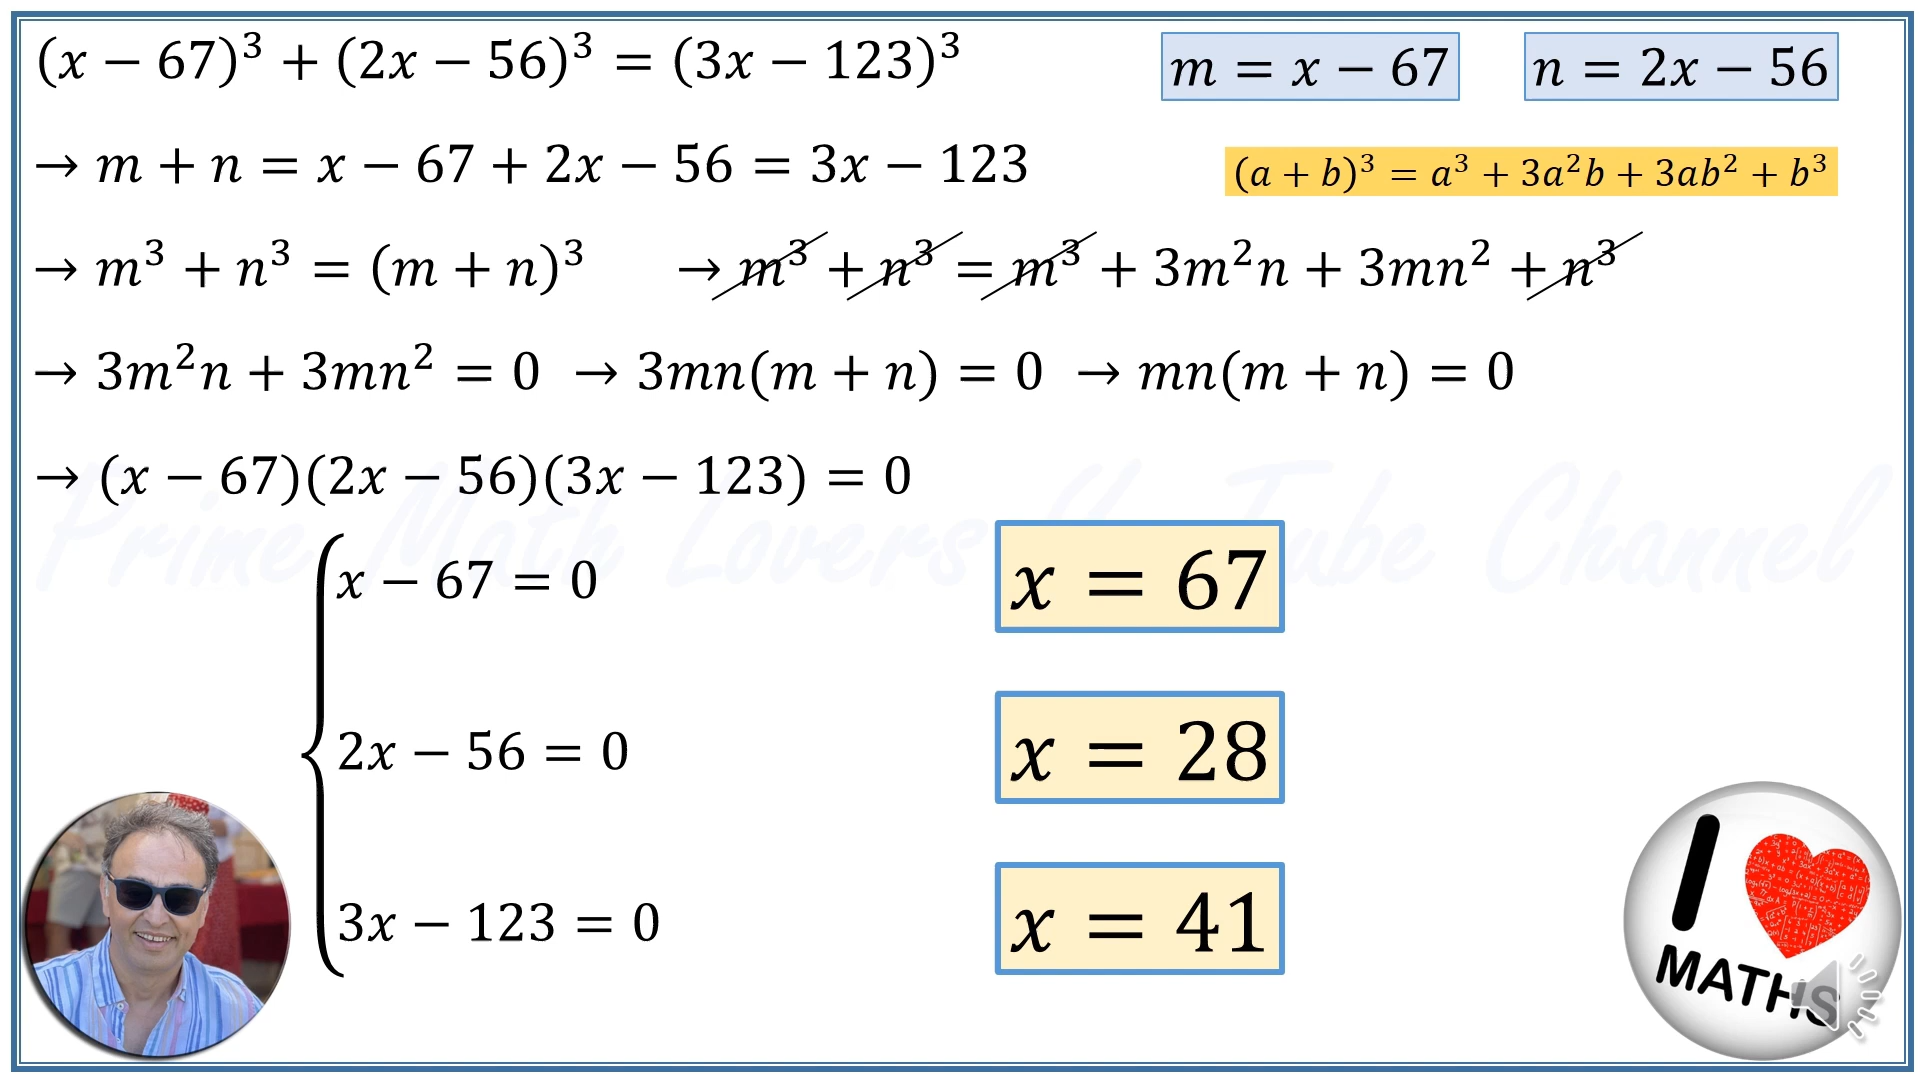 (x − 67)³ + (2x − 56)³ = (3x − 123)³
m = x − 67
n = 2x − 56
→ m + n = x − 67 + 2x − 56 = 3x − 123
(a + b)³ = a³ + 3a²b + 3ab² + b³
→ m³ + n³ = (m + n)³ → m³ + n³ = m³ + 3m²n + 3mn² + n³
→ 3m²n + 3mn² = 0 → 3mn(m + n) = 0 → mn(m + n) = 0
→ (x − 67)(2x − 56)(3x − 123) = 0
Prime Math Lovers Channel
x − 67 = 0
x = 67
2x − 56 = 0
x = 28
3x − 123 = 0
x = 41
I
MATHS